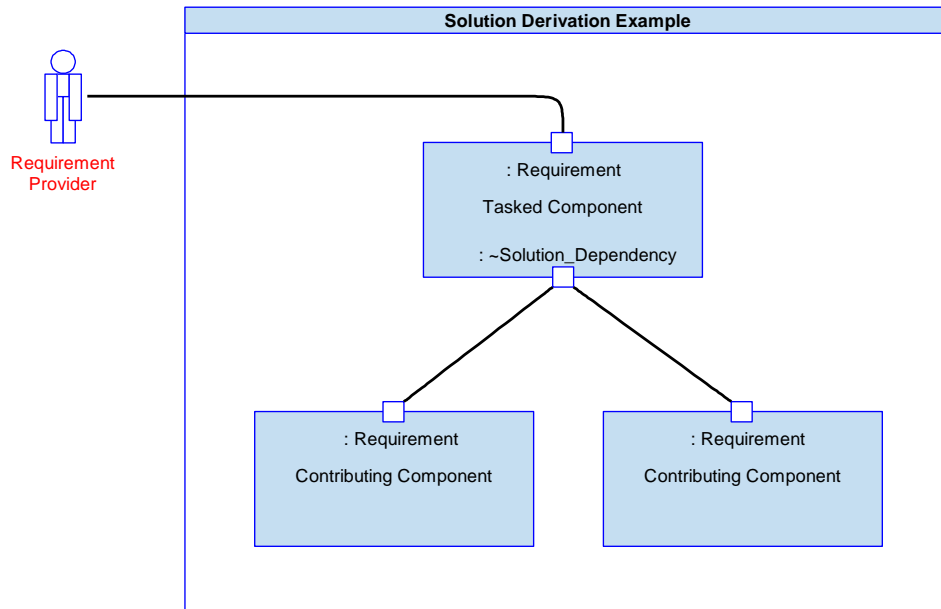 Solution Derivation Example
Requirement
Provider
: Requirement
Tasked Component
: ~Solution_Dependency
: Requirement
Contributing Component
: Requirement
Contributing Component